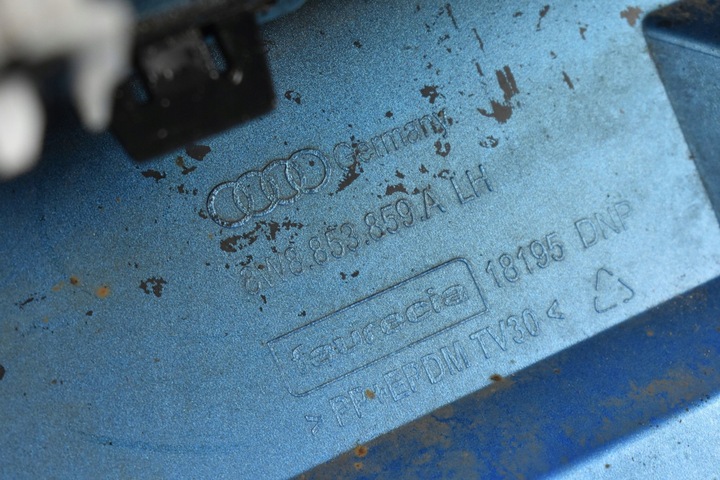 Germany
8W8.853.859.A LH
faurecia 18195 DNP
>PP+EPDM TV30<